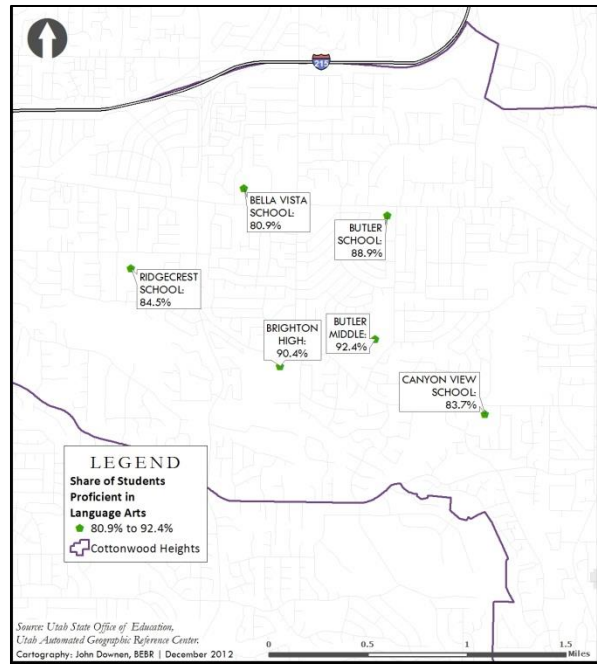 215
BELLA VISTA
SCHOOL:
80.9%
BUTLER
SCHOOL:
88.9%
RIDGECREST
SCHOOL:
84.5%
BRIGHTON
HIGH:
90.4%
BUTLER
MIDDLE:
92.4%
CANYON VIEW
SCHOOL:
83.7%
LEGEND
Share of Students
Proficient in
Language Arts
80.9% to 92.4%
Cottonwood Heights
Source: Utah State Office of Education,
Utah Automated Geographic Reference Center.
Cartography: John Downen, BEBR | December 2012
0 0.5 1 1.5
Miles